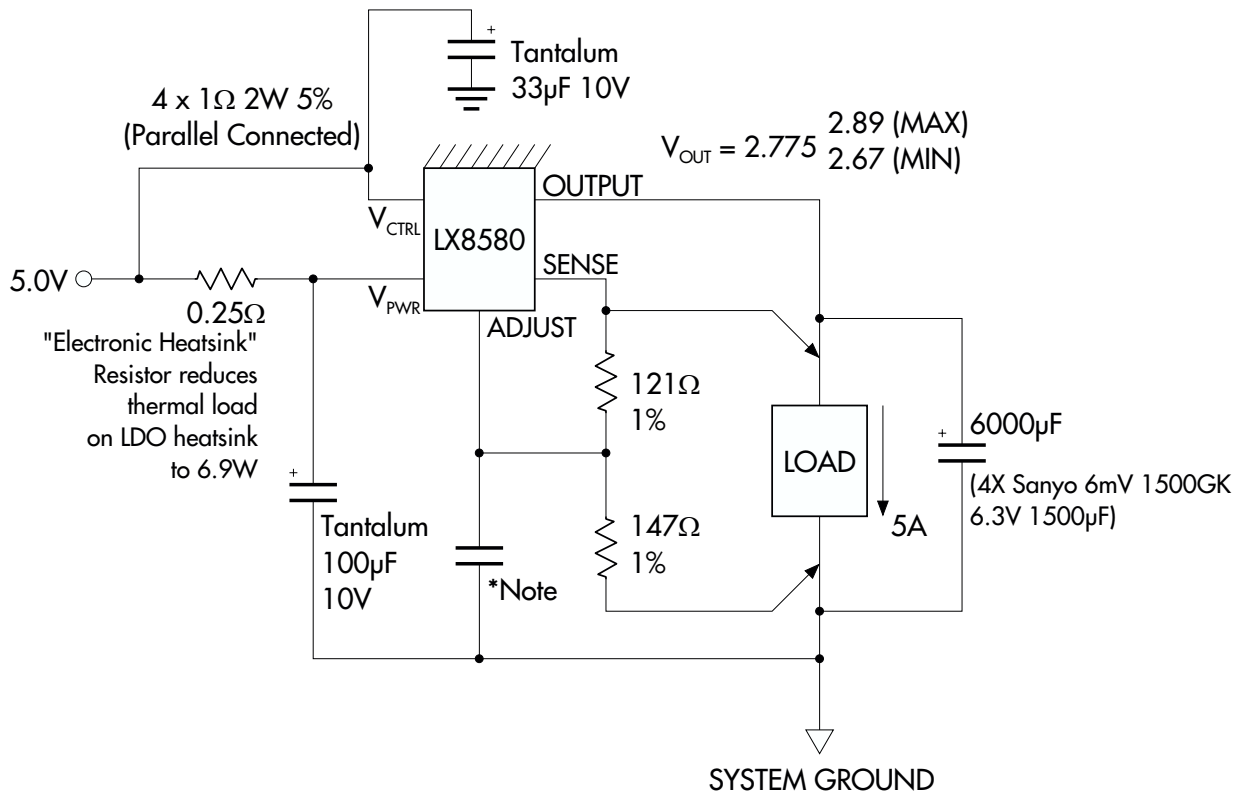 Tantalum
33µF 10V
4 x 1Ω 2W 5%
(Parallel Connected)
V_OUT = 2.775 2.89 (MAX)
2.67 (MIN)
OUTPUT
V_CTRL
LX8580
5.0V
SENSE
V_PWR
0.25Ω
ADJUST
"Electronic Heatsink"
Resistor reduces
thermal load
on LDO heatsink
to 6.9W
121Ω
1%
LOAD
5A
+
6000µF
(4X Sanyo 6mV 1500GK
6.3V 1500µF)
+
Tantalum
100µF
10V
*Note
147Ω
1%
+
SYSTEM GROUND